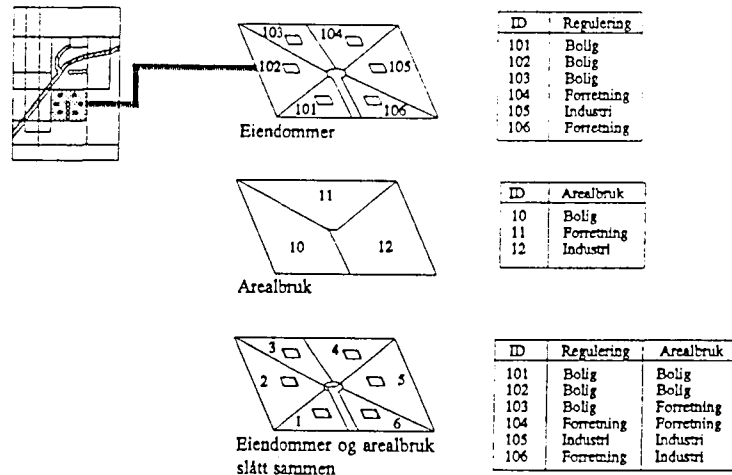 103
104
102
105
101
106
Eiendommer
ID Regulering
101 Bolig
102 Bolig
103 Bolig
104 Forretning
105 Industri
106 Forretning
11
10
12
Arealbruk
ID Arealbruk
10 Bolig
11 Forretning
12 Industri
3
4
2
5
1
6
Eiendommer og arealbruk
slått sammen
ID Regulering Arealbruk
101 Bolig Bolig
102 Bolig Bolig
103 Bolig Forretning
104 Forretning Forretning
105 Industri Industri
106 Forretning Industri